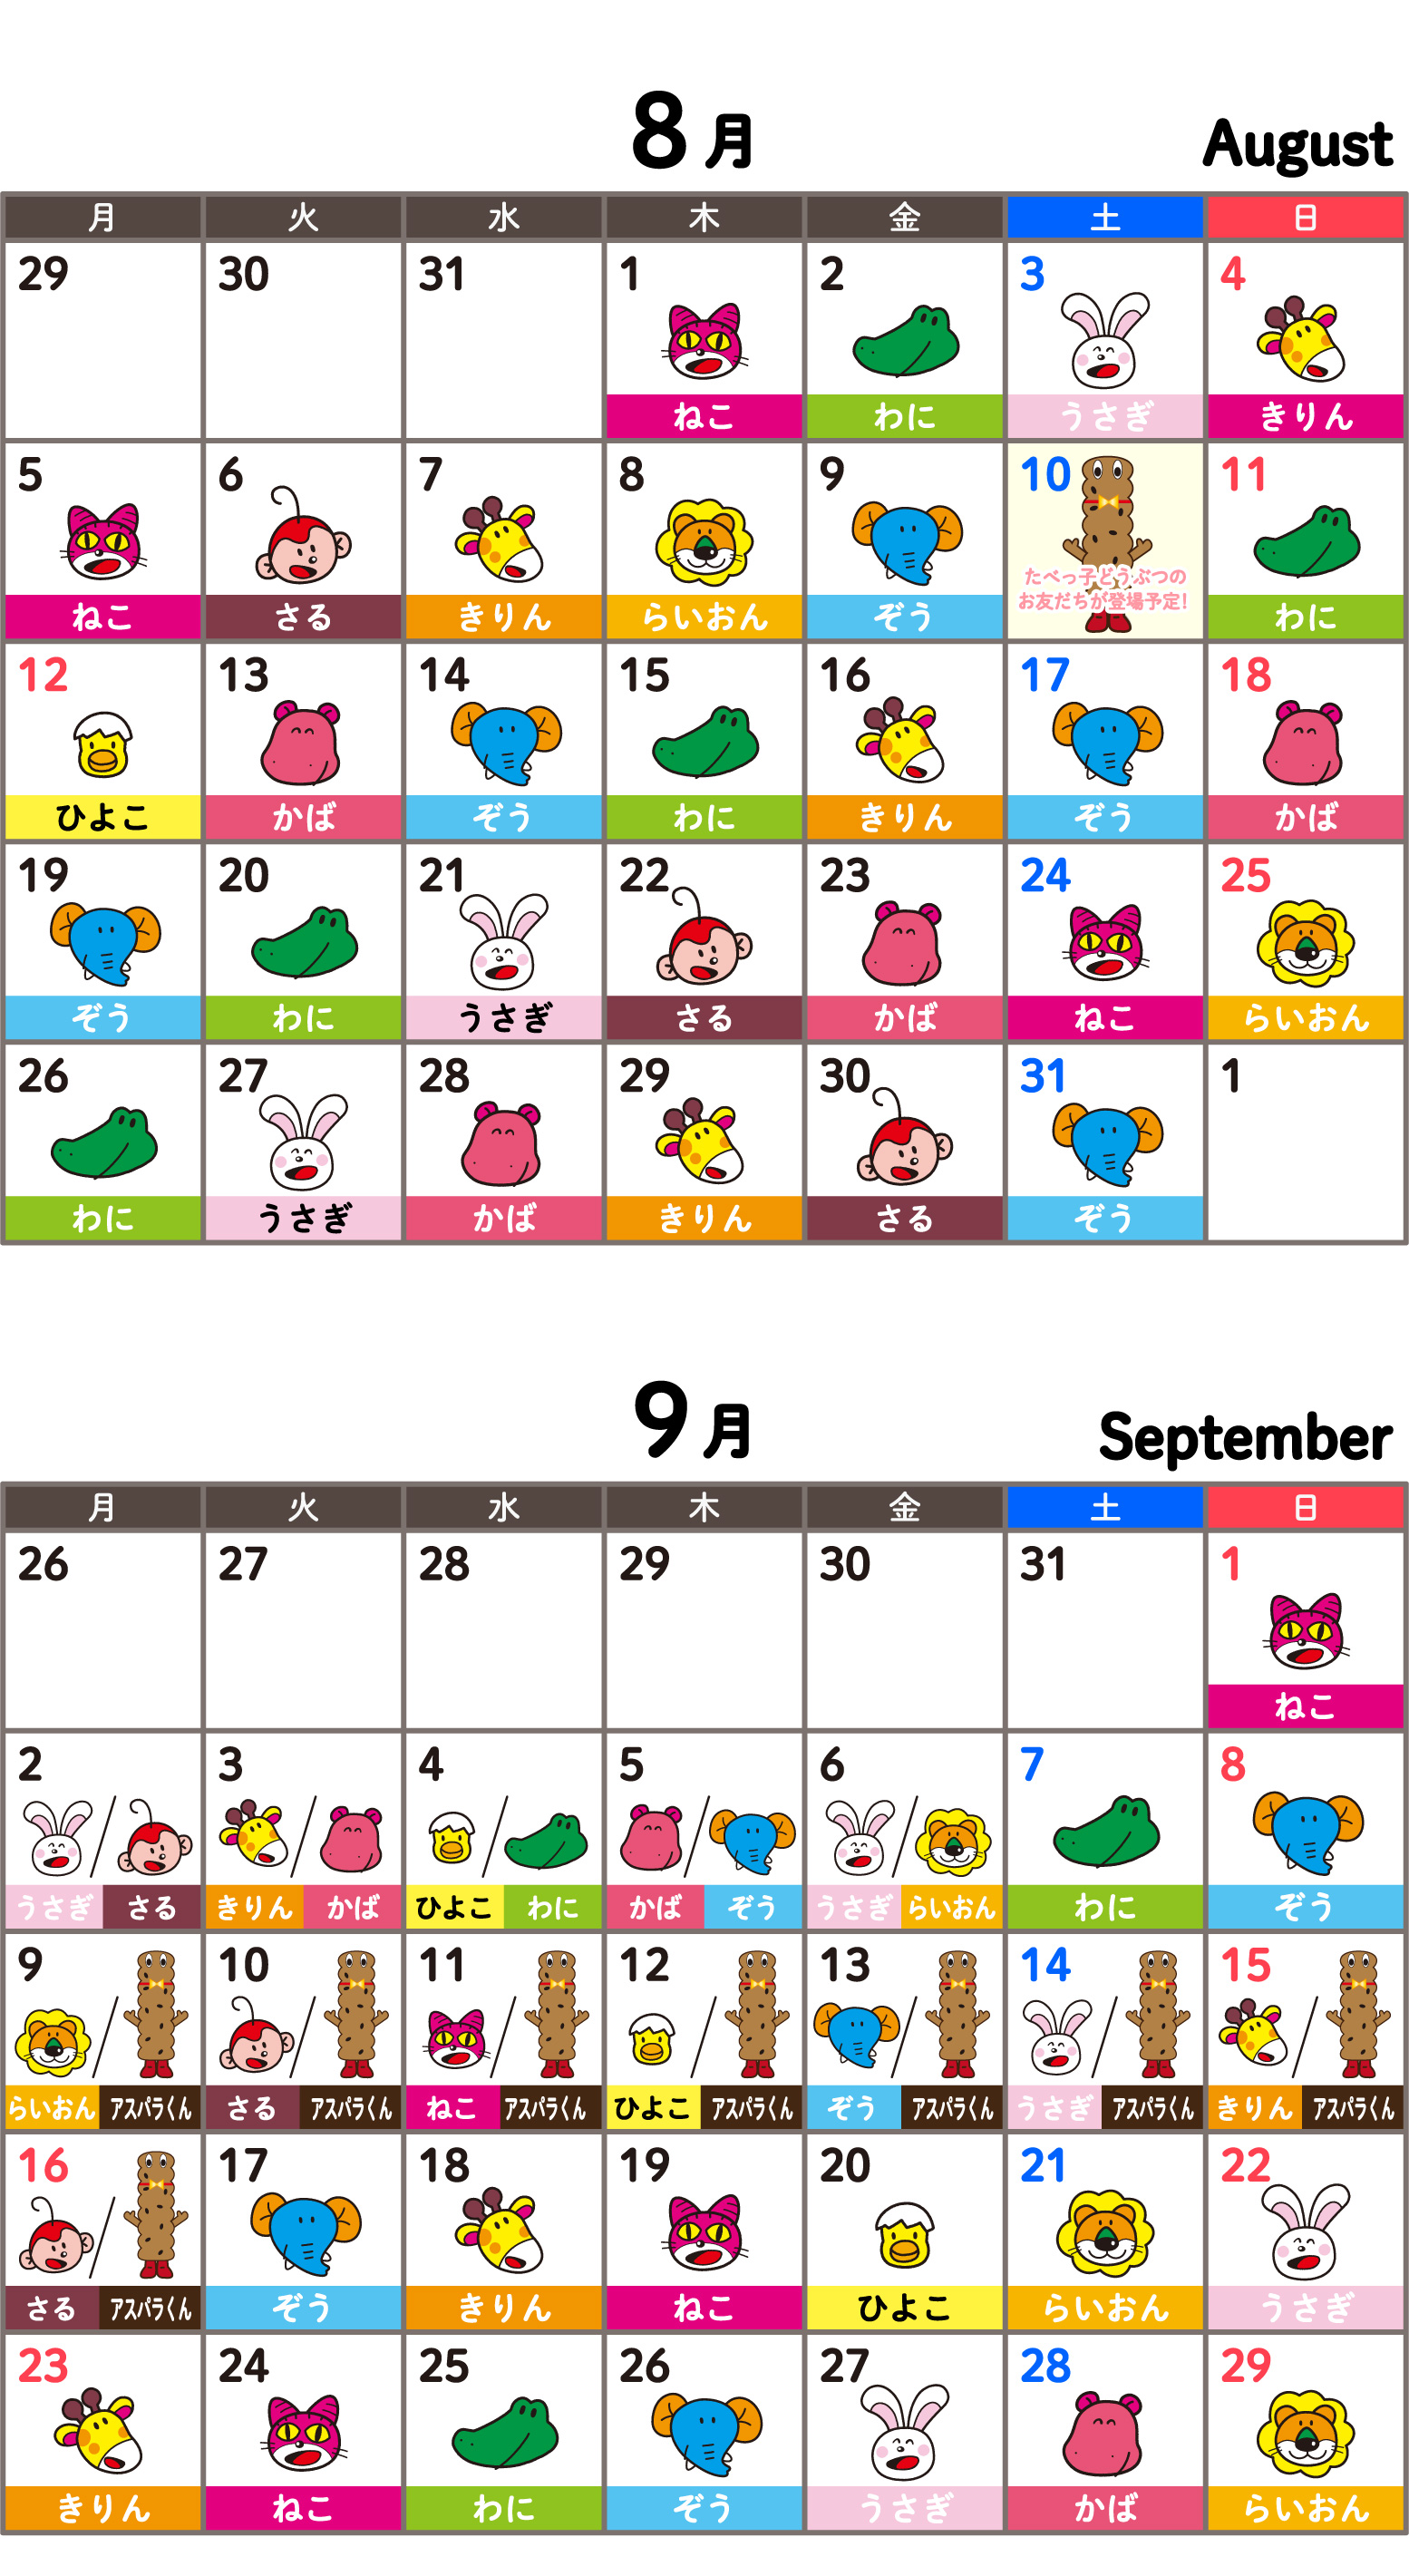 8月 August
月 火 水 木 金 土 日
29 30 31 1 2 3 4
ねこ わに うさぎ きりん
5 6 7 8 9 10 11
たべっ子どうぶつの
お友だちが登場予定!
ねこ さる きりん らいおん ぞう わに
12 13 14 15 16 17 18
ひよこ かば ぞう わに きりん ぞう かば
19 20 21 22 23 24 25
ぞう わに うさぎ さる かば ねこ らいおん
26 27 28 29 30 31 1
わに うさぎ かば きりん さる ぞう
9月 September
月 火 水 木 金 土 日
26 27 28 29 30 31 1
ねこ
2 3 4 5 6 7 8
うさぎ さる きりん かば ひよこ わに かば ぞう うさぎ らいおん わに ぞう
9 10 11 12 13 14 15
らいおん アスパラくん さる アスパラくん ねこ アスパラくん ひよこ アスパラくん ぞう アスパラくん うさぎ アスパラくん きりん アスパラくん
16 17 18 19 20 21 22
さる アスパラくん ぞう きりん ねこ ひよこ らいおん うさぎ
23 24 25 26 27 28 29
きりん ねこ わに ぞう うさぎ かば らいおん